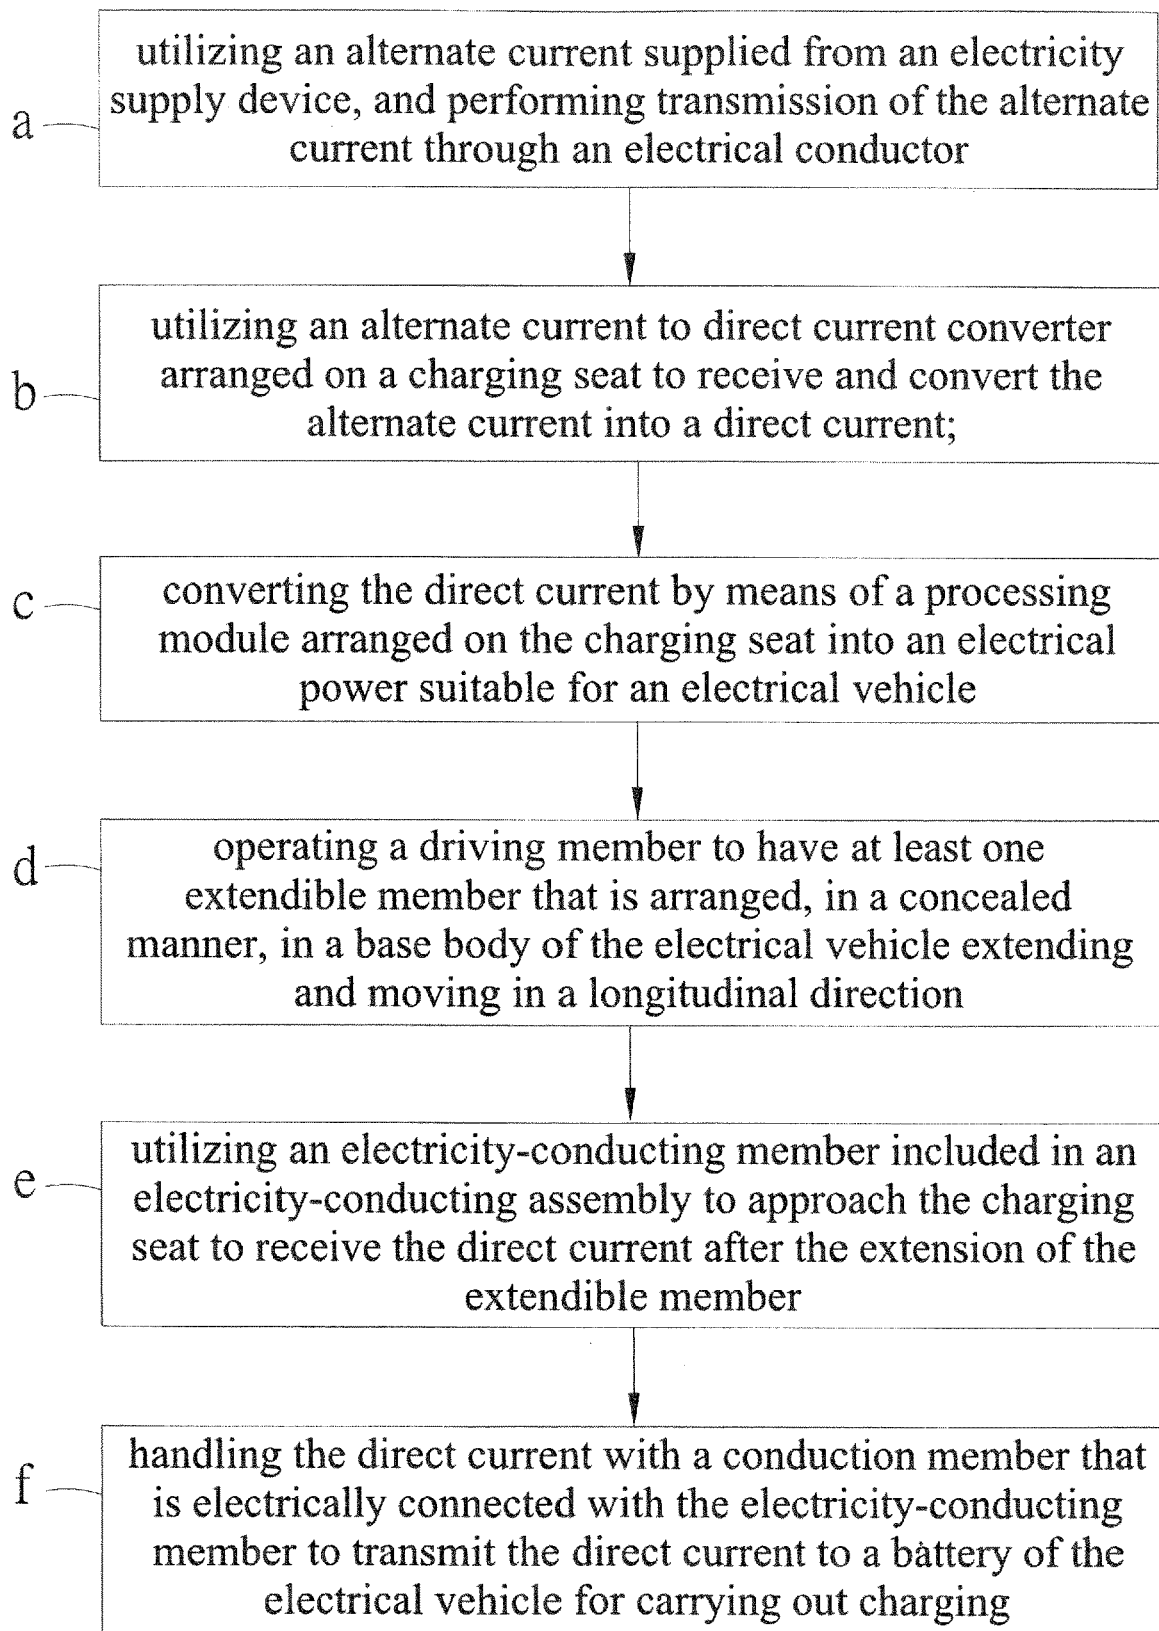 utilizing an alternate current supplied from an electricity
supply device, and performing transmission of the alternate
current through an electrical conductor
a
utilizing an alternate current to direct current converter
arranged on a charging seat to receive and convert the
alternate current into a direct current;
b
converting the direct current by means of a processing
module arranged on the charging seat into an electrical
power suitable for an electrical vehicle
c
operating a driving member to have at least one
extendible member that is arranged, in a concealed
manner, in a base body of the electrical vehicle extending
and moving in a longitudinal direction
d
utilizing an electricity-conducting member included in an
electricity-conducting assembly to approach the charging
seat to receive the direct current after the extension of the
extendible member
e
handling the direct current with a conduction member that
is electrically connected with the electricity-conducting
member to transmit the direct current to a battery of the
electrical vehicle for carrying out charging
f